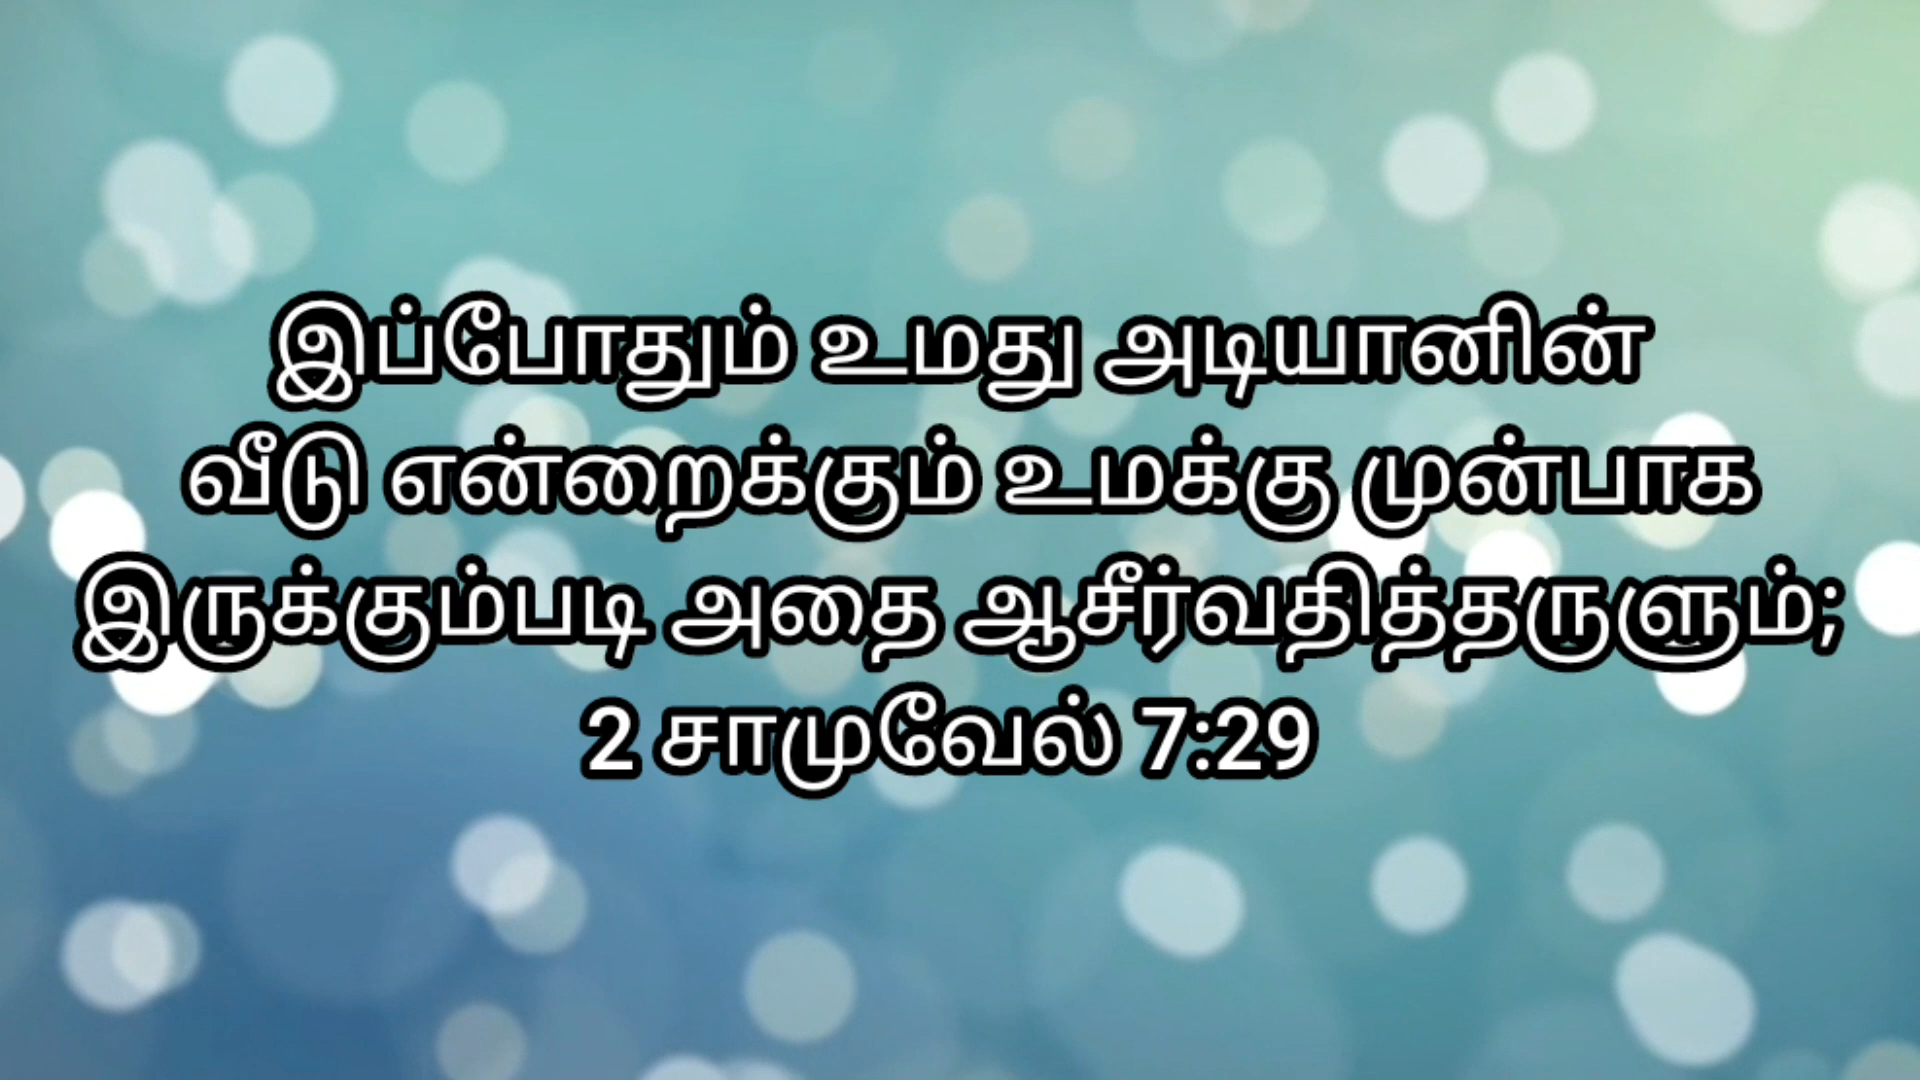 இப்போதும் உமது அடியானின்
வீடு என்றைக்கும் உமக்கு முன்பாக
இருக்கும்படி அதை ஆசீர்வதித்தருளும்;
2 சாமுவேல் 7:29